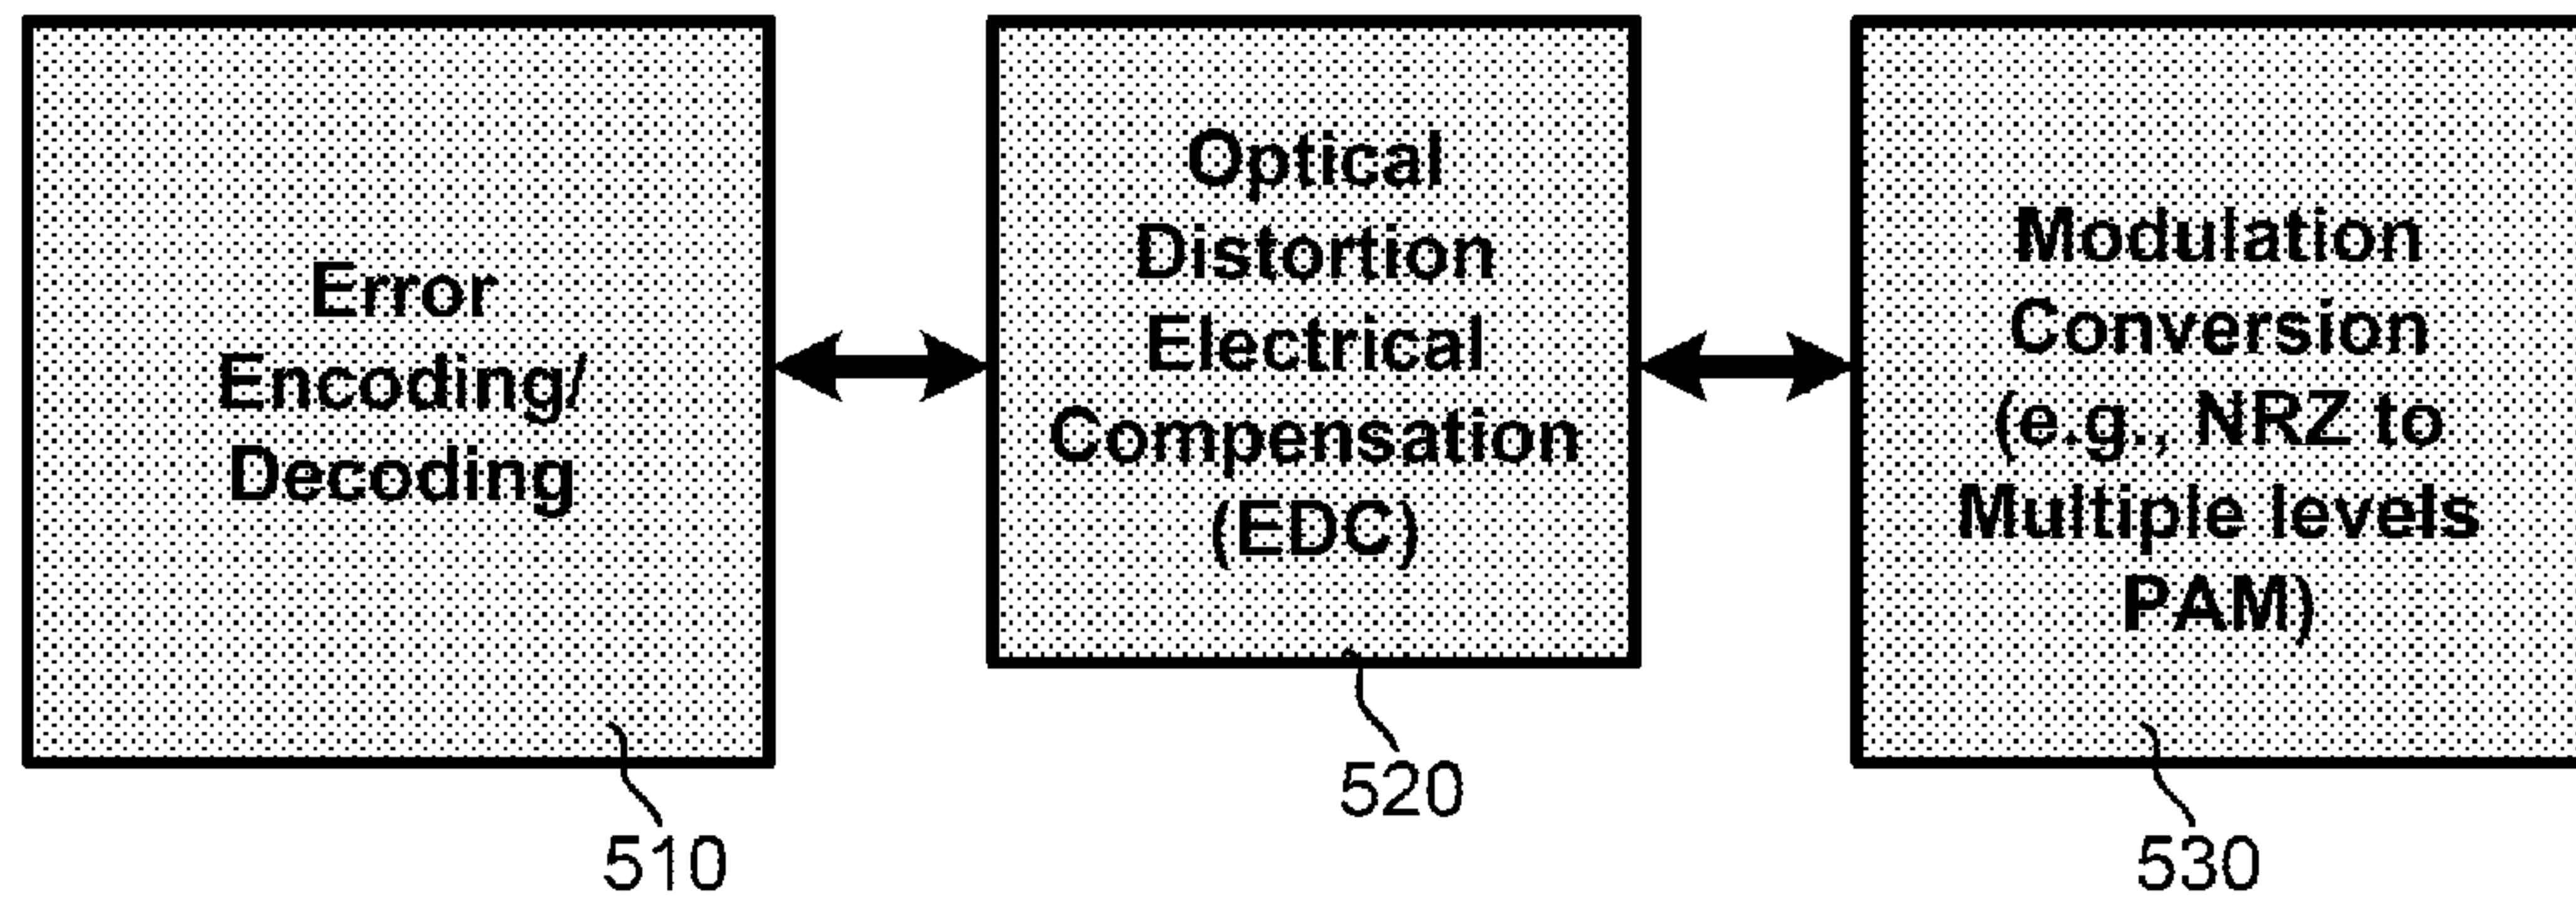 Error
Encoding/
Decoding
510
Optical
Distortion
Electrical
Compensation
(EDC)
520
Modulation
Conversion
(e.g., NRZ to
Multiple levels
PAM)
530